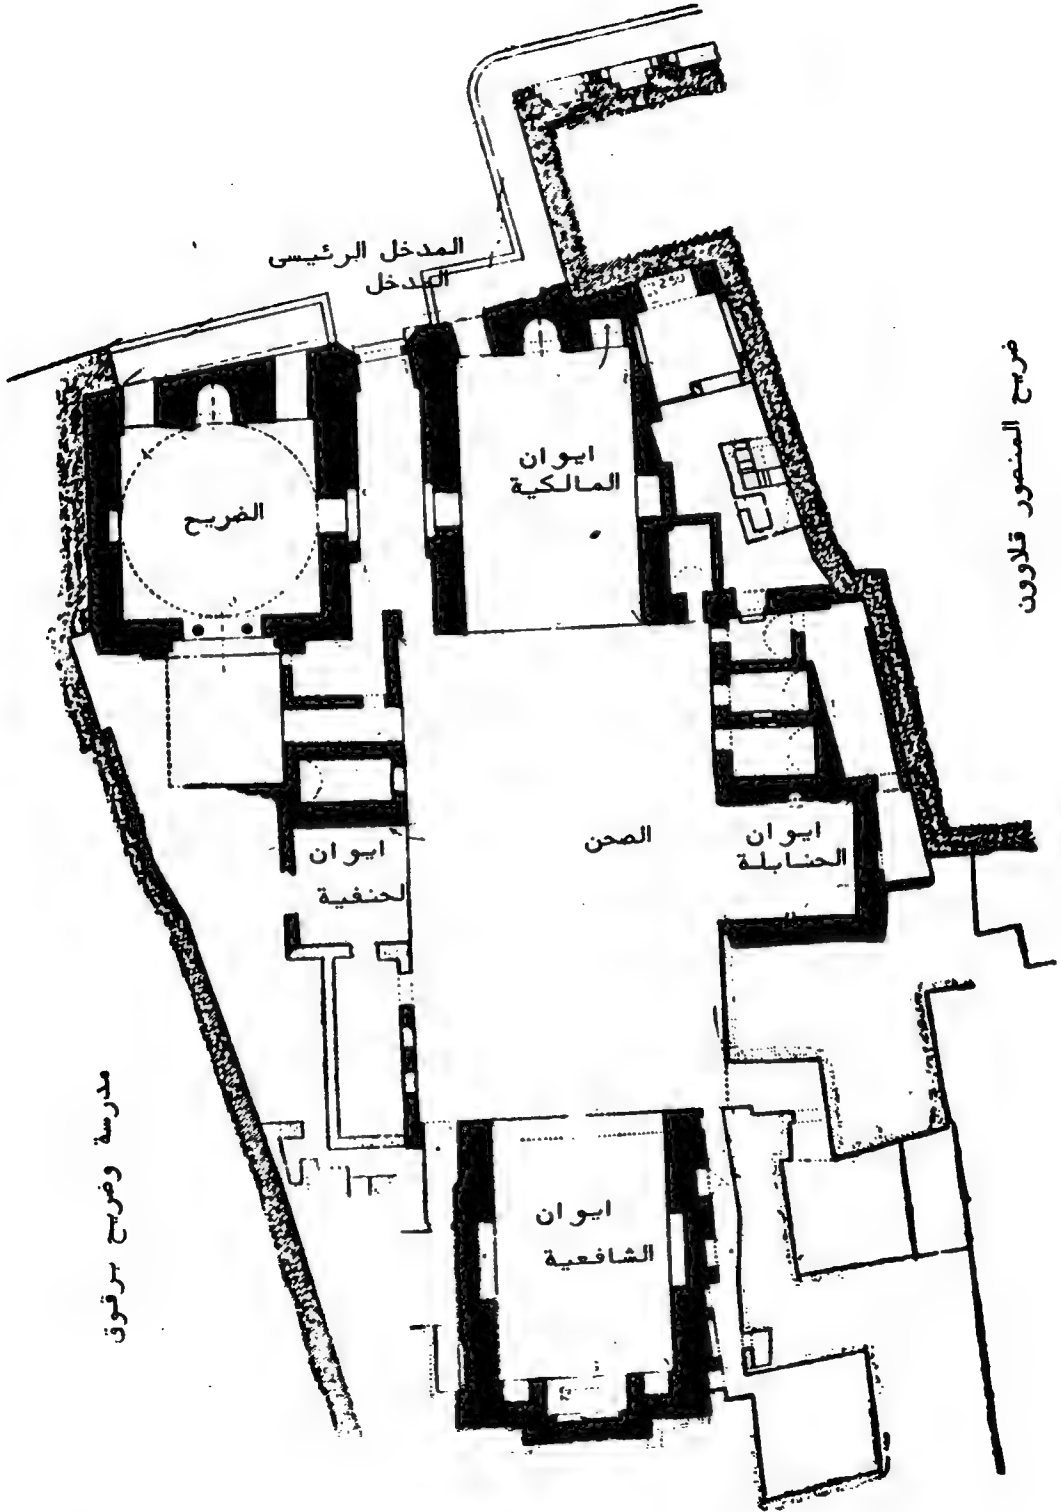 المدخل الرئيسى
المدخل
ضريح المنصور قلاوون
ايوان
المالكية
الضريح
الصحن
ايوان
الحنابلة
ايوان
لحنفية
مدرسة وضريح برقوق
ايوان
الشافعية